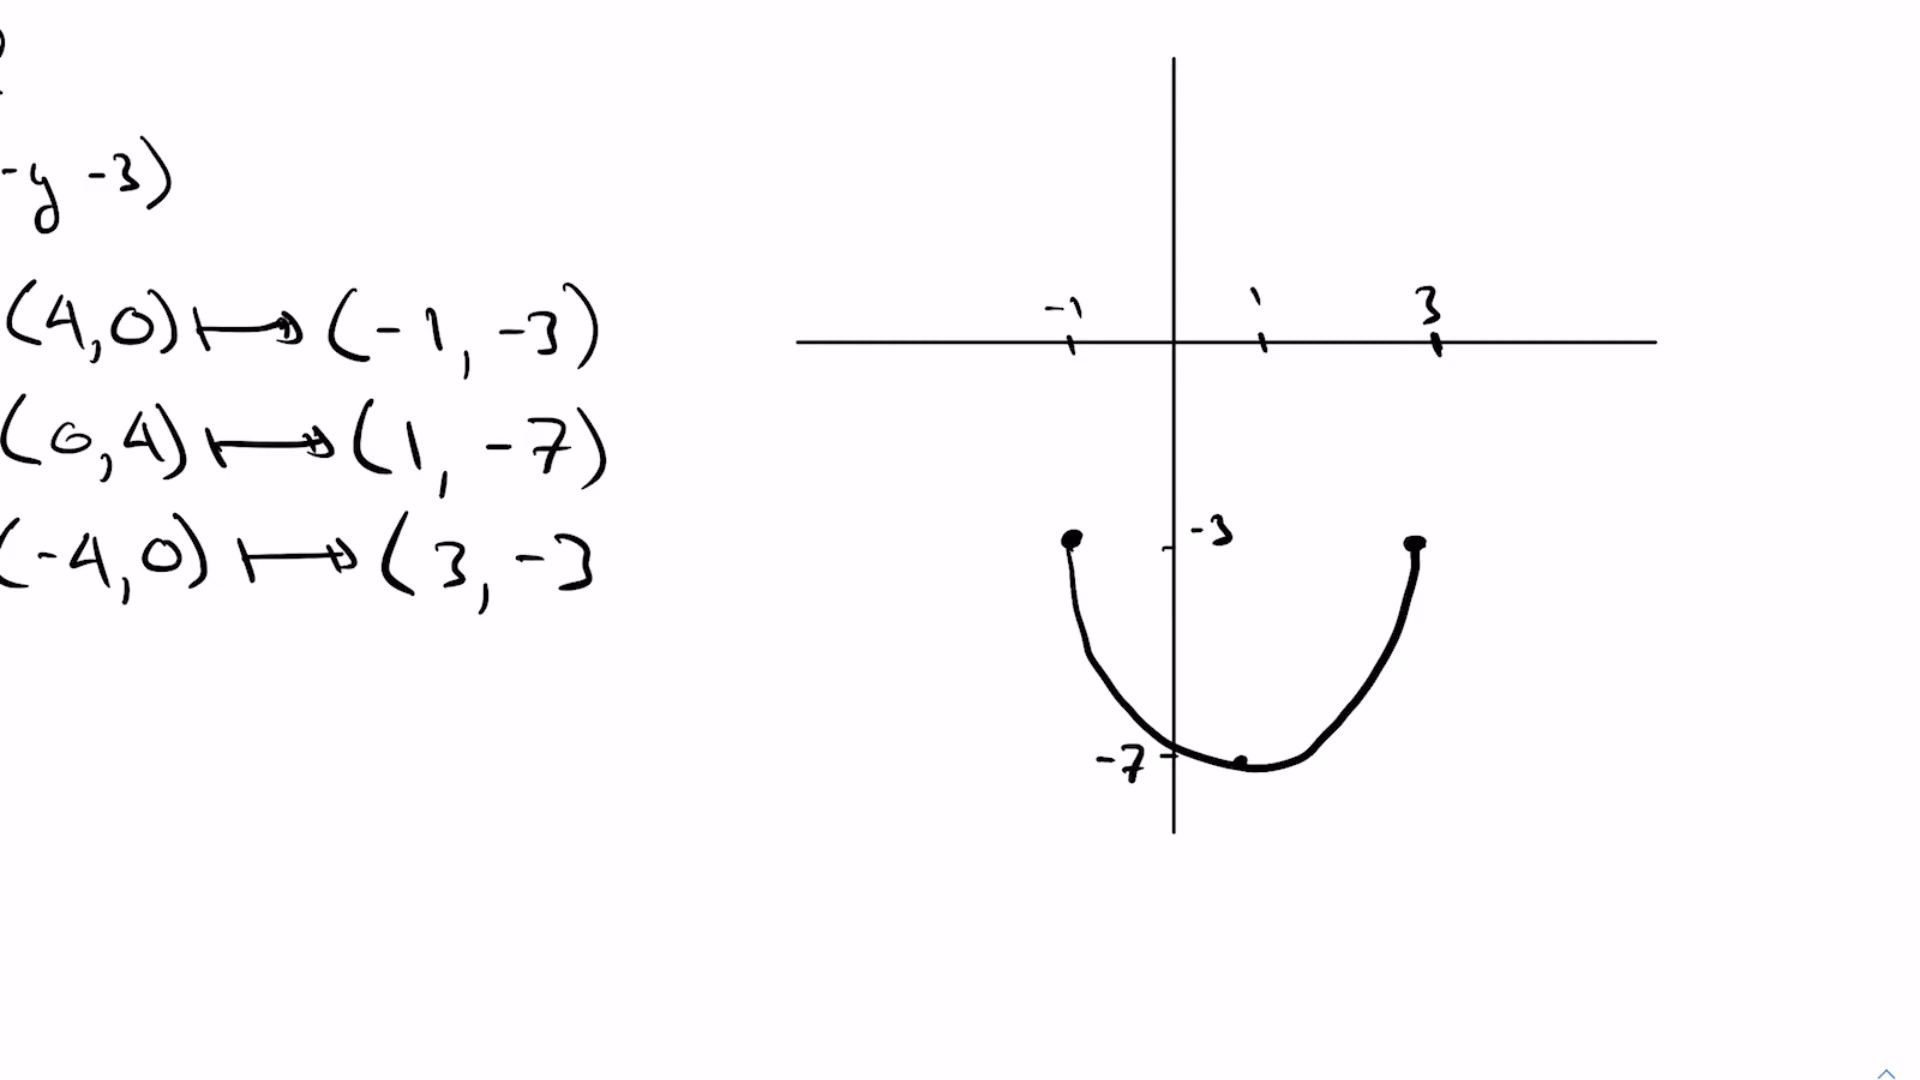 -y -3)
(4,0) ↦ (-1, -3)
(0,4) ↦ (1, -7)
(-4,0) ↦ (3, -3
-1 1 3
-3
-7